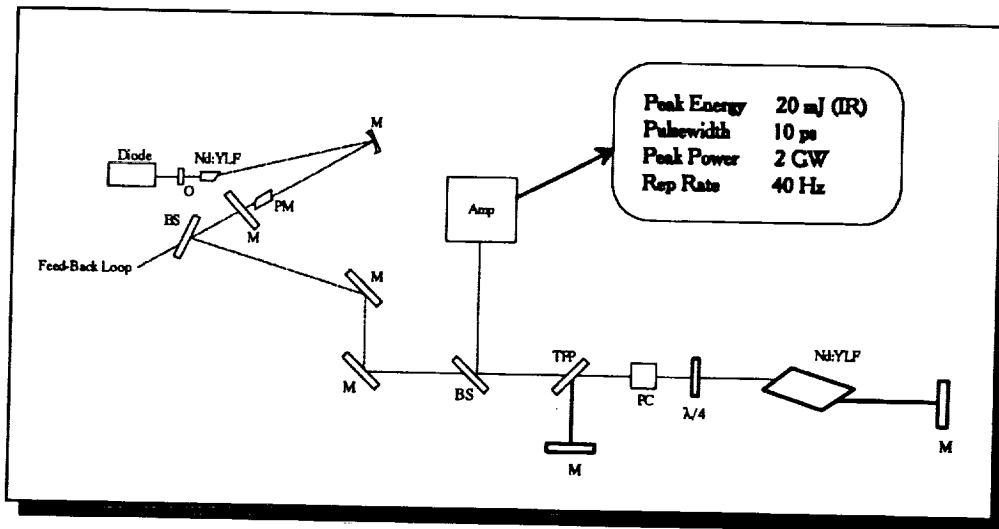 Peak Energy 20 mJ (IR)
Pulsewidth 10 ps
Peak Power 2 GW
Rep Rate 40 Hz
M
Diode
Nd:YLF
O
PM
BS
M
Amp
Feed-Back Loop
M
M
BS
TFP
PC
λ/4
Nd:YLF
M
M